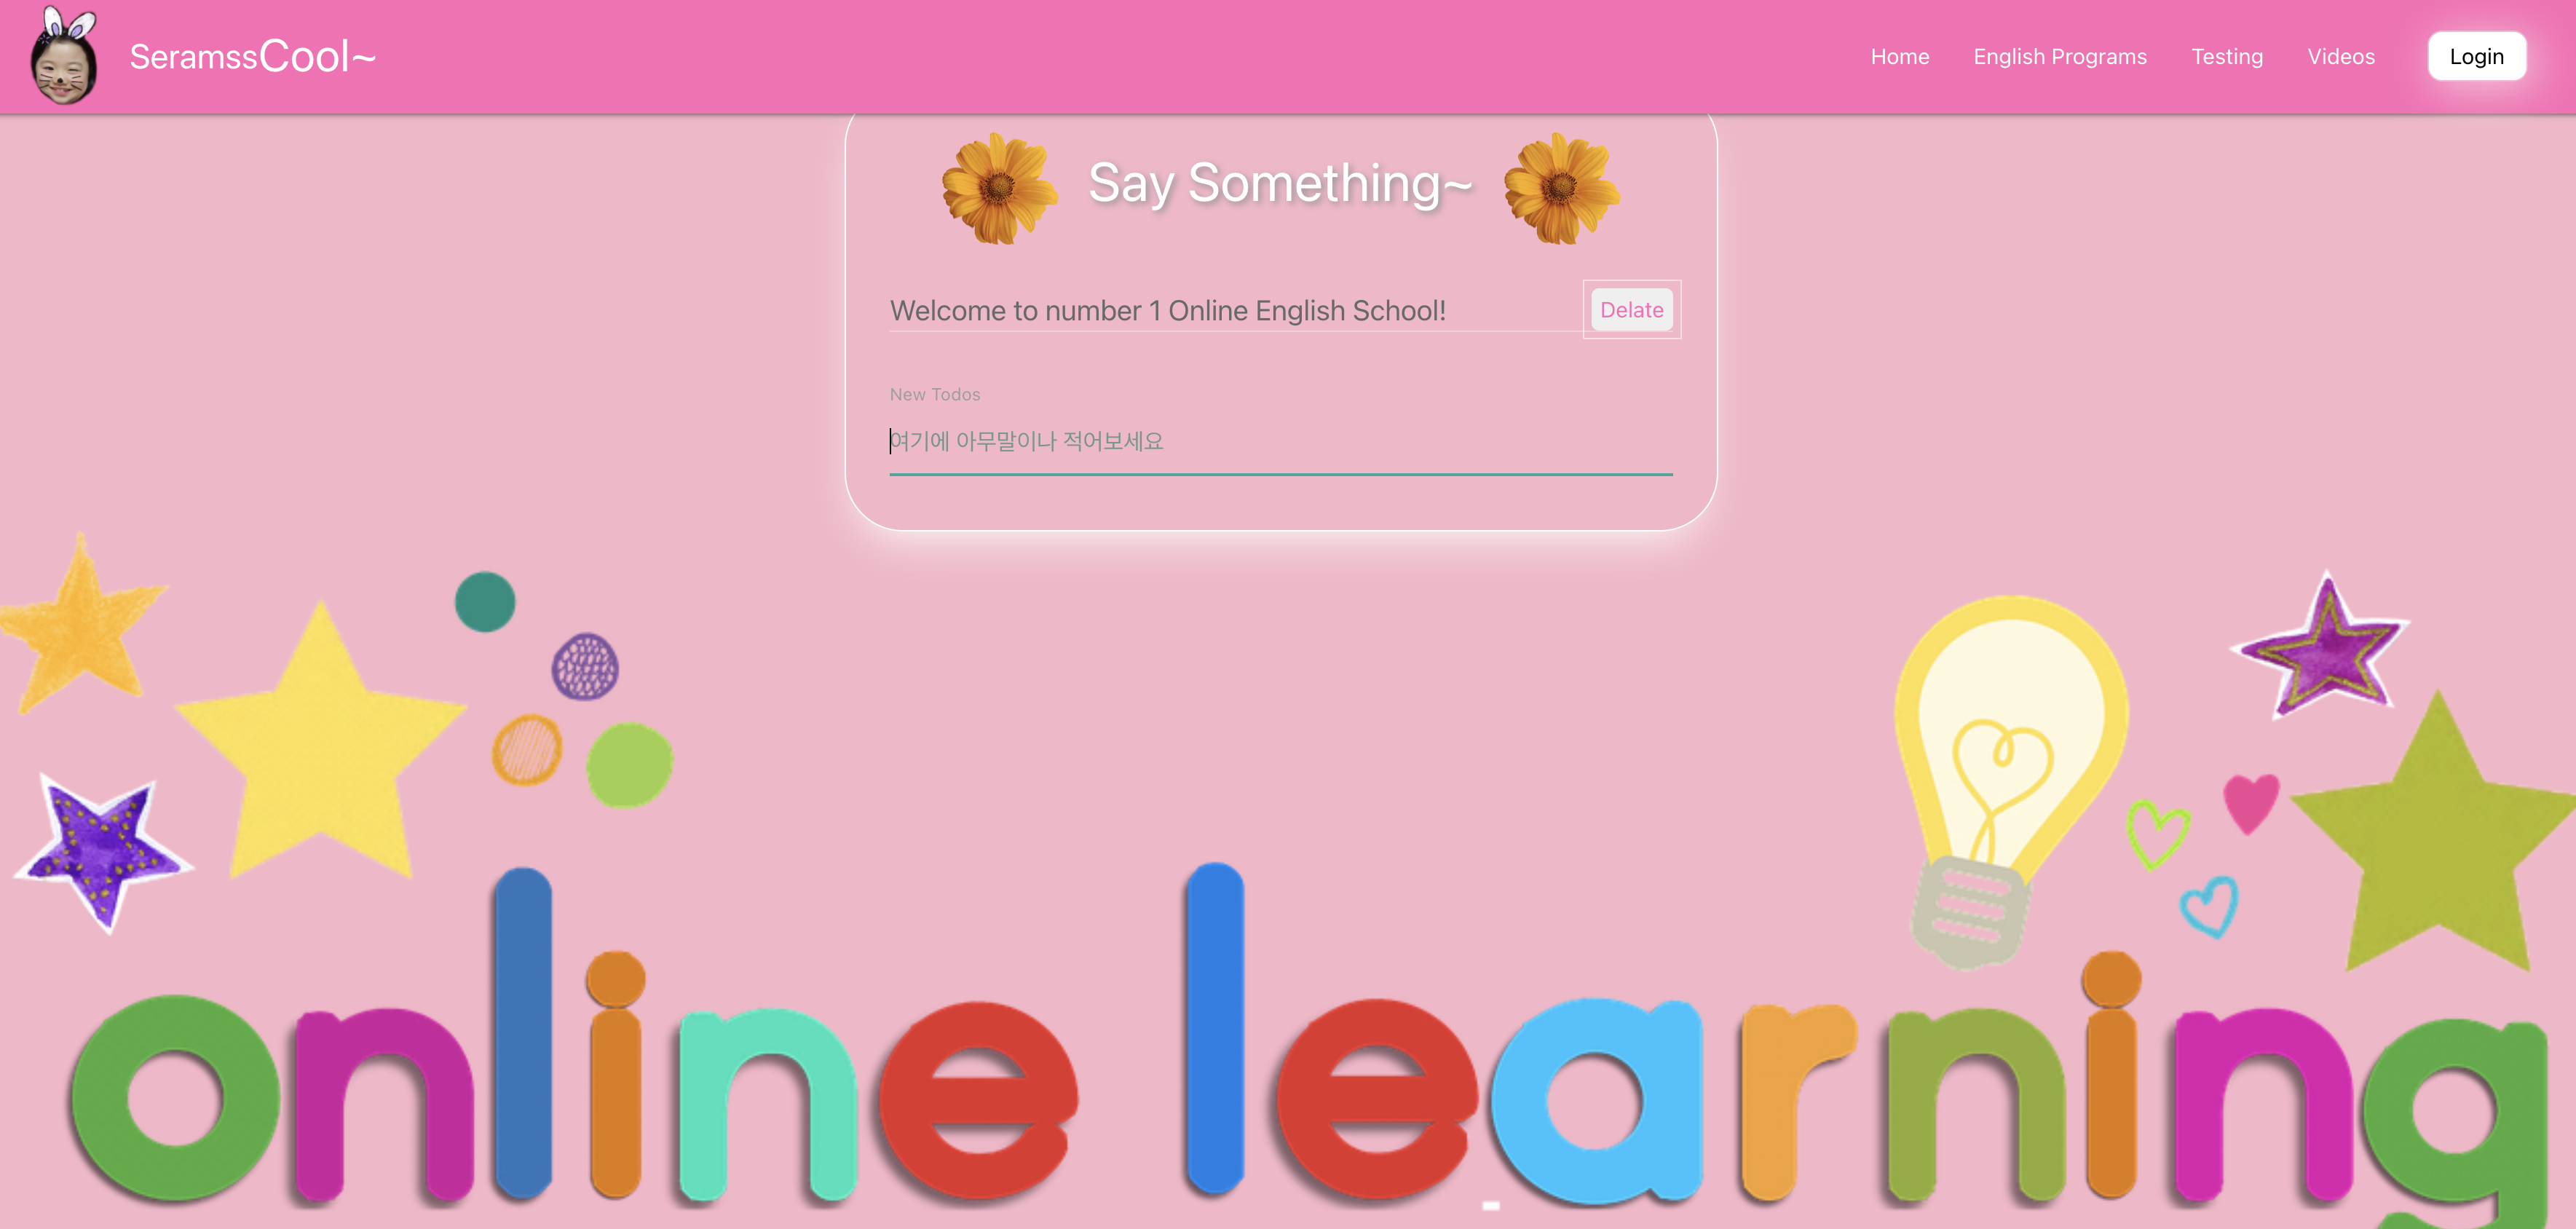 SeramssCool~
Home English Programs Testing Videos Login
Say Something~
Welcome to number 1 Online English School! Delate
New Todos
여기에 아무말이나 적어보세요
online learning